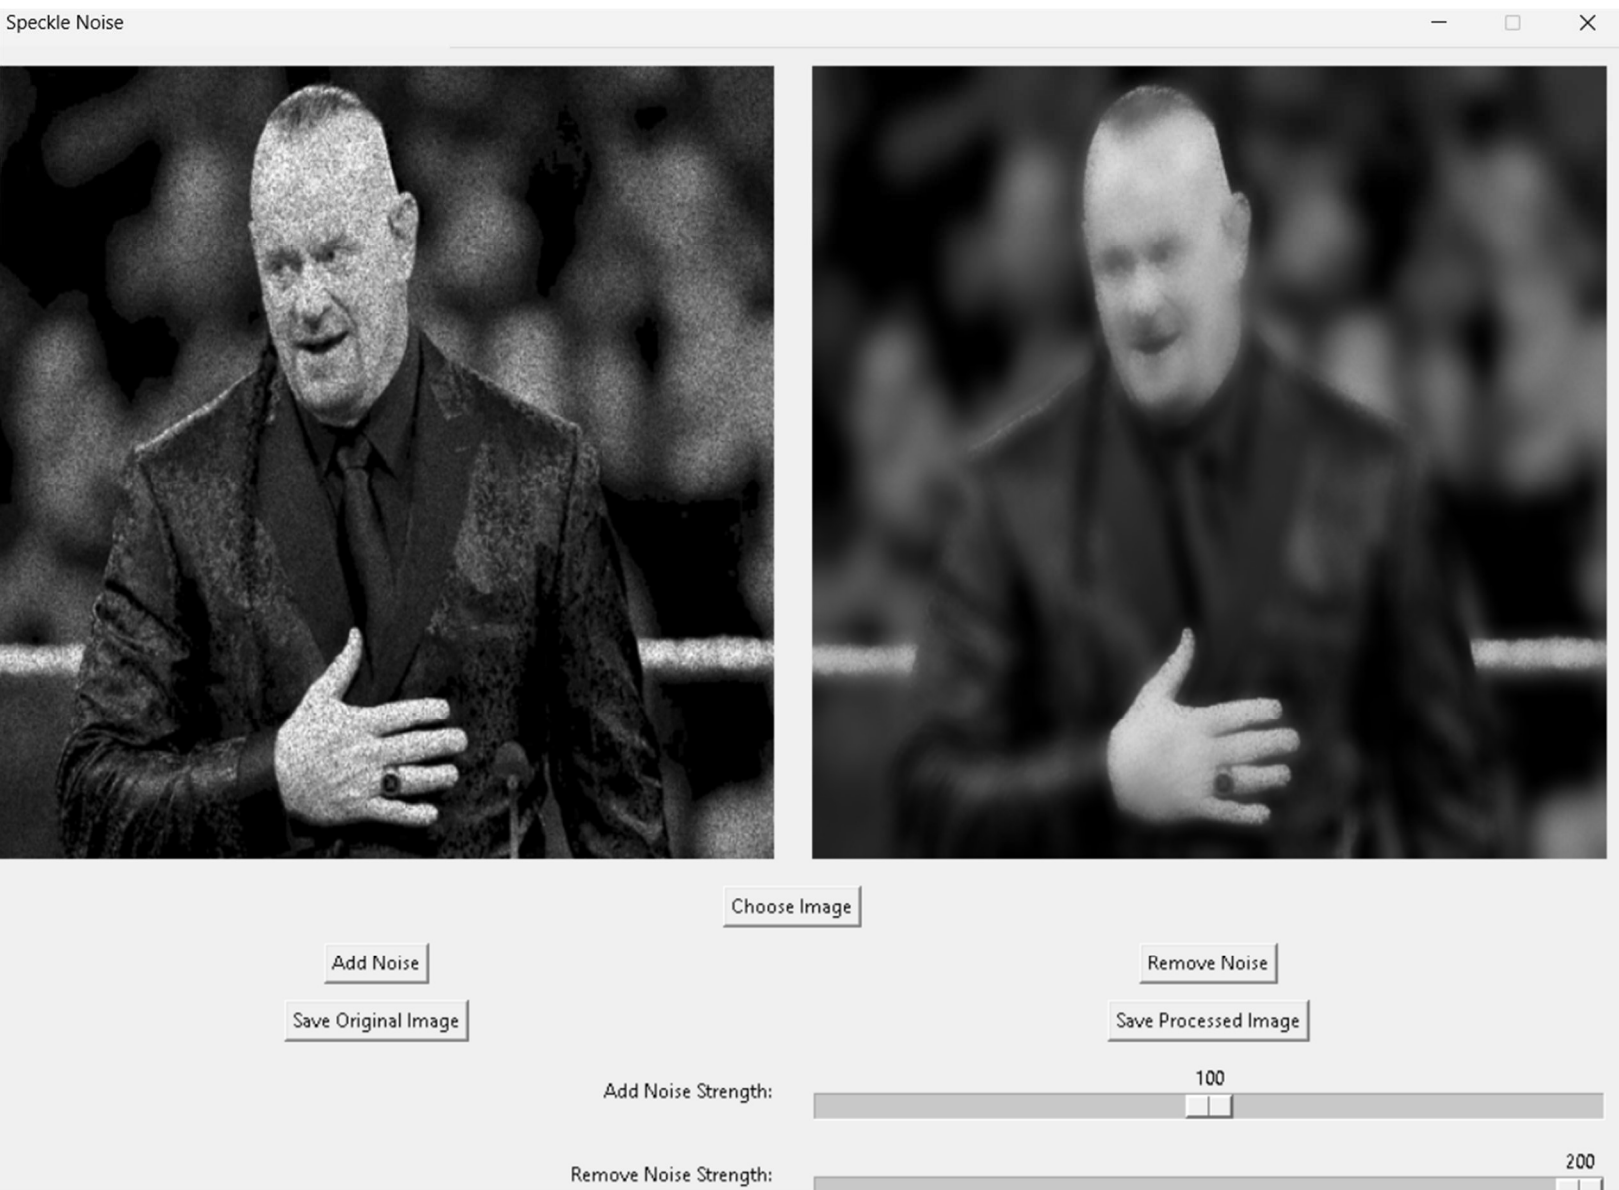 Speckle Noise
Choose Image
Add Noise
Remove Noise
Save Original Image
Save Processed Image
100
Add Noise Strength:
200
Remove Noise Strength: